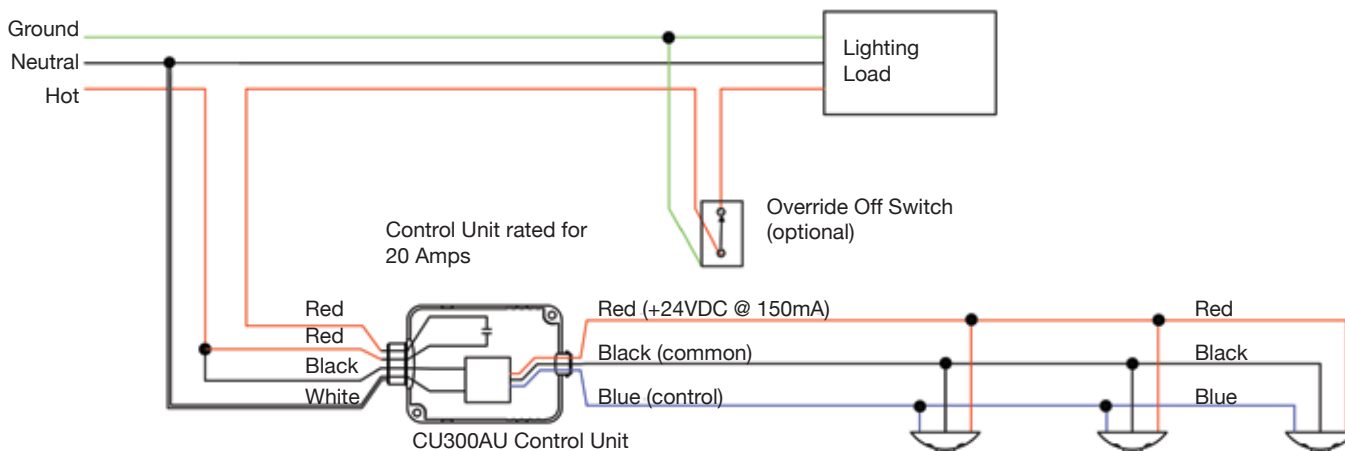 Ground
Neutral
Hot
Lighting
Load
Override Off Switch
(optional)
Control Unit rated for
20 Amps
Red
Red
Black
White
Red (+24VDC @ 150mA)
Black (common)
Blue (control)
Red
Black
Blue
CU300AU Control Unit